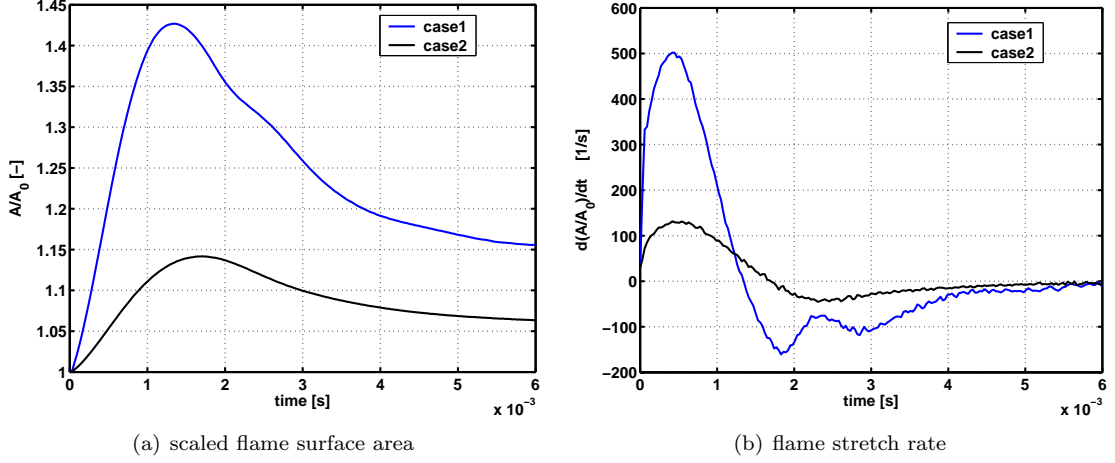 1.45
1.4
1.35
1.3
1.25
1.2
1.15
1.1
1.05
1
A/A0 [−]
case1
case2
0 1 2 3 4 5 6
time [s]
x 10−3
(a) scaled flame surface area
600
500
400
300
200
100
0
−100
−200
d(A/A0)/dt [1/s]
case1
case2
0 1 2 3 4 5 6
time [s]
x 10−3
(b) flame stretch rate